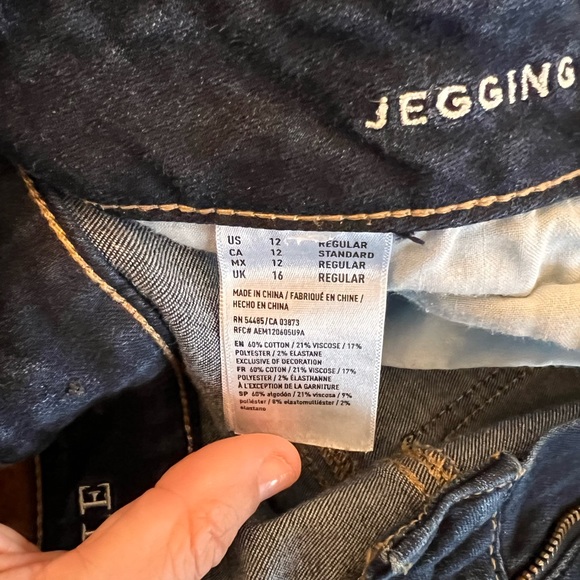 JEGGING
US 12 REGULAR
CA 12 STANDARD
MX 12 REGULAR
UK 16 REGULAR
MADE IN CHINA / FABRIQUÉ EN CHINE /
HECHO EN CHINA
RN 54485/CA 03873
RFC# AEM120605U9A
EN 60% COTTON / 21% VISCOSE / 17%
POLYESTER / 2% ELASTANE
EXCLUSIVE OF DECORATION
FR 60% COTON / 21% VISCOSE / 17%
POLYESTER / 2% ÉLASTHANNE
À L'EXCEPTION DE LA GARNITURE
SP 60% algodón / 21% viscosa / 9%
poliéster / 8% elastomultiéster / 2%
elastano
LE